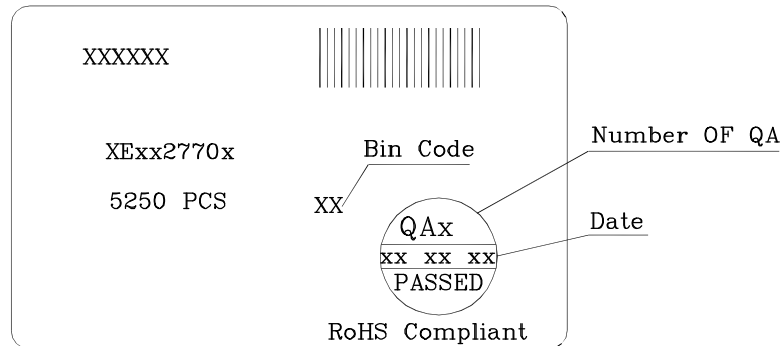 XXXXXX
Number OF QA
XExx2770x
Bin Code
5250 PCS
XX
Date
QAx
xx xx xx
PASSED
RoHS Compliant